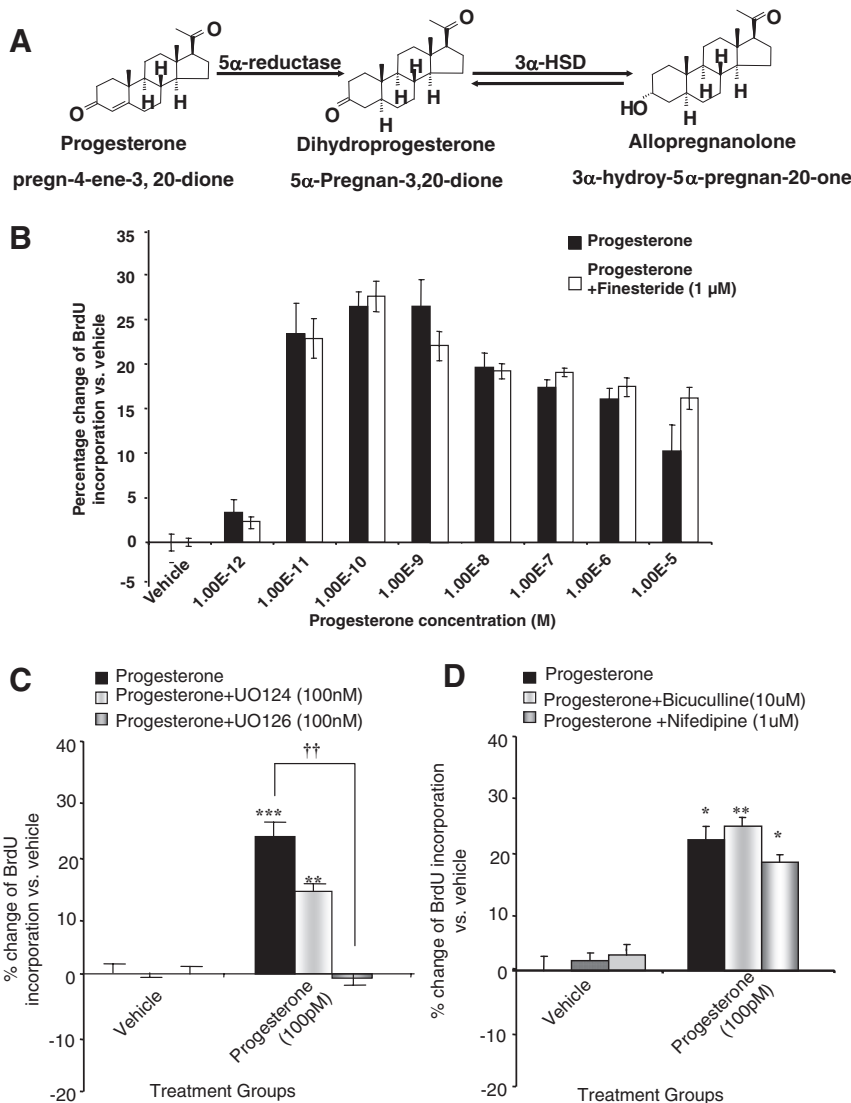 A
O
5α-reductase
3α-HSD
H
H
H
O
Progesterone
pregn-4-ene-3, 20-dione
O
H
H
H
O
H
Dihydroprogesterone
5α-Pregnan-3,20-dione
O
H
H
H
HO
H
Allopregnanolone
3α-hydroy-5α-pregnan-20-one
B
Progesterone
Progesterone
+Finesteride (1 µM)
Percentage change of BrdU
incorporation vs. vehicle
35
30
25
20
15
10
5
0
-5
Vehicle
1.00E-12
1.00E-11
1.00E-10
1.00E-9
1.00E-8
1.00E-7
1.00E-6
1.00E-5
Progesterone concentration (M)
C
Progesterone
Progesterone+UO124 (100nM)
Progesterone+UO126 (100nM)
% change of BrdU
incorporation vs. vehicle
40
30
20
10
0
-10
-20
††
***
**
Vehicle
Progesterone
(100pM)
Treatment Groups
D
Progesterone
Progesterone+Bicuculline(10uM)
Progesterone +Nifedipine (1uM)
% change of BrdU incorporation
vs. vehicle
40
30
20
10
0
-10
-20
*
**
*
Vehicle
Progesterone
(100pM)
Treatment Groups